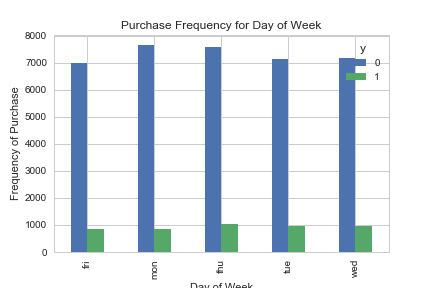 Purchase Frequency for Day of Week
Frequency of Purchase
8000
7000
6000
5000
4000
3000
2000
1000
0
y
0
1
fri
mon
thu
tue
wed
Day of Week